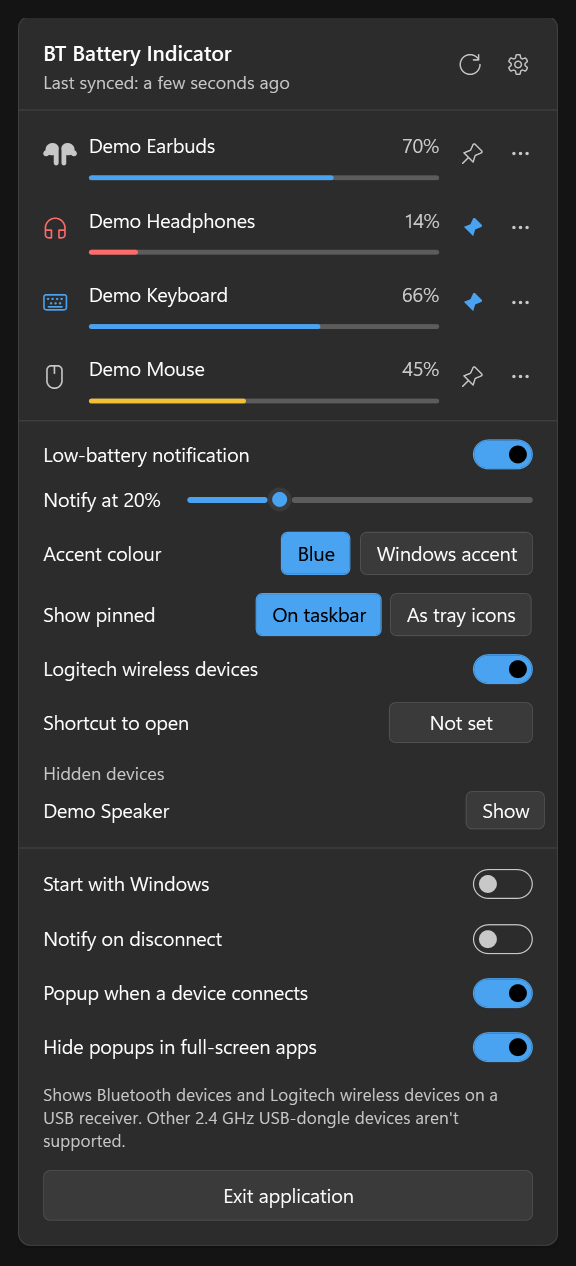 BT Battery Indicator
Last synced: a few seconds ago
Demo Earbuds 70%
Demo Headphones 14%
Demo Keyboard 66%
Demo Mouse 45%
Low-battery notification
Notify at 20%
Accent colour Blue Windows accent
Show pinned On taskbar As tray icons
Logitech wireless devices
Shortcut to open Not set
Hidden devices
Demo Speaker Show
Start with Windows
Notify on disconnect
Popup when a device connects
Hide popups in full-screen apps
Shows Bluetooth devices and Logitech wireless devices on a
USB receiver. Other 2.4 GHz USB-dongle devices aren't
supported.
Exit application